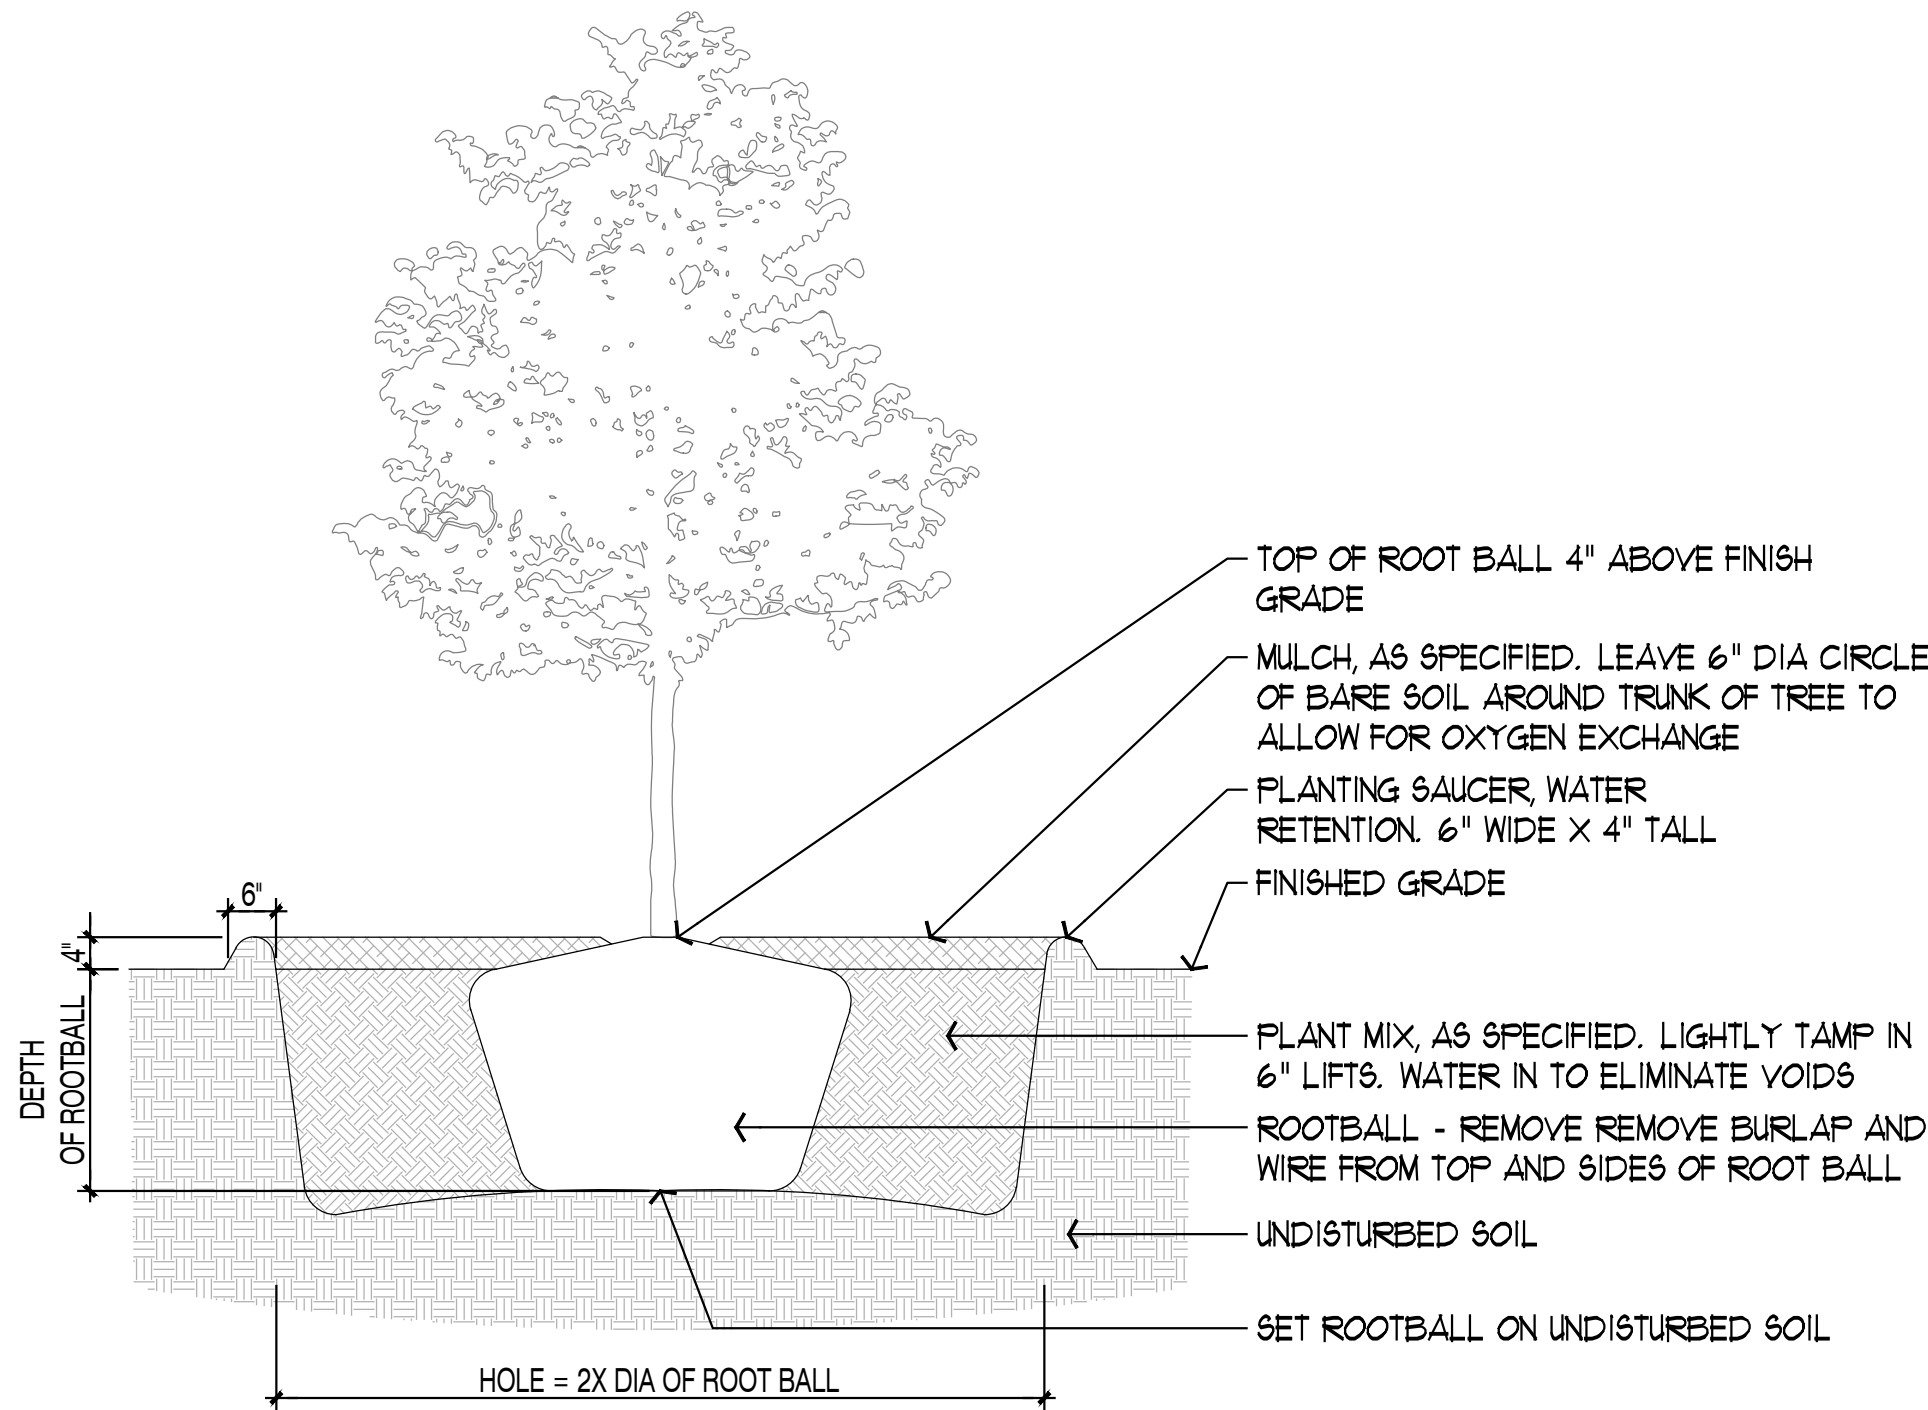 TOP OF ROOT BALL 4" ABOVE FINISH
GRADE
MULCH, AS SPECIFIED. LEAVE 6" DIA CIRCLE
OF BARE SOIL AROUND TRUNK OF TREE TO
ALLOW FOR OXYGEN EXCHANGE
PLANTING SAUCER, WATER
RETENTION. 6" WIDE X 4" TALL
FINISHED GRADE
6"
4"
DEPTH
OF ROOTBALL
PLANT MIX, AS SPECIFIED. LIGHTLY TAMP IN
6" LIFTS. WATER IN TO ELIMINATE VOIDS
ROOTBALL - REMOVE REMOVE BURLAP AND
WIRE FROM TOP AND SIDES OF ROOT BALL
UNDISTURBED SOIL
SET ROOTBALL ON UNDISTURBED SOIL
HOLE = 2X DIA OF ROOT BALL